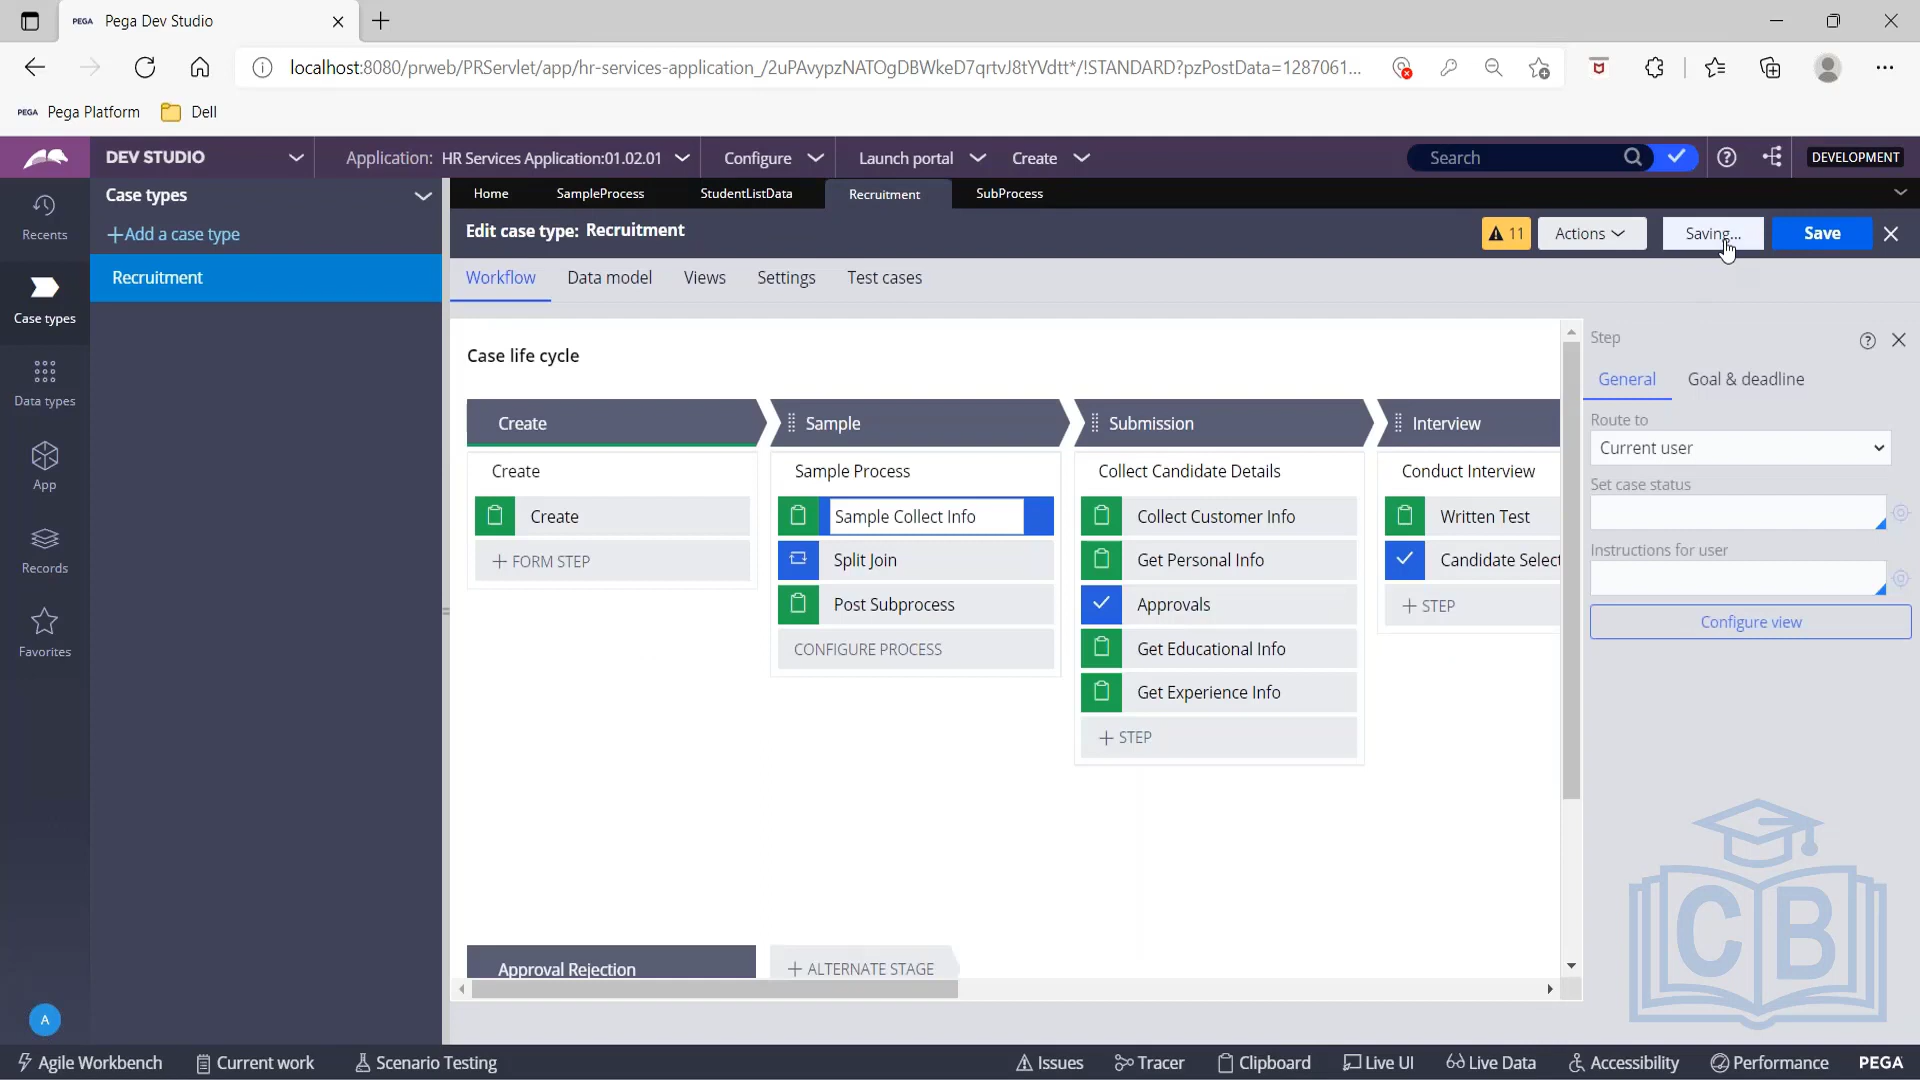 PEGA Pega Dev Studio
localhost:8080/prweb/PRServlet/app/hr-services-application_/2uPAvypzNATOgDBWkeD7qrtvJ8tYVdtt*/!STANDARD?pzPostData=1287061...
PEGA Pega Platform Dell
DEV STUDIO Application: HR Services Application:01.02.01 Configure Launch portal Create Search DEVELOPMENT
Recents
Case types
Data types
App
Records
Favorites
A
Case types
+Add a case type
Recruitment
Home SampleProcess StudentListData Recruitment SubProcess
Edit case type: Recruitment 11 Actions Saving... Save
Workflow Data model Views Settings Test cases
Case life cycle
Create
Create
Create
+ FORM STEP
Sample
Sample Process
Sample Collect Info
Split Join
Post Subprocess
CONFIGURE PROCESS
Submission
Collect Candidate Details
Collect Customer Info
Get Personal Info
Approvals
Get Educational Info
Get Experience Info
+ STEP
Interview
Conduct Interview
Written Test
Candidate Select
+ STEP
Approval Rejection + ALTERNATE STAGE
Step
General Goal & deadline
Route to
Current user
Set case status
Instructions for user
Configure view
CB
Agile Workbench Current work Scenario Testing Issues Tracer Clipboard Live UI Live Data Accessibility Performance PEGA